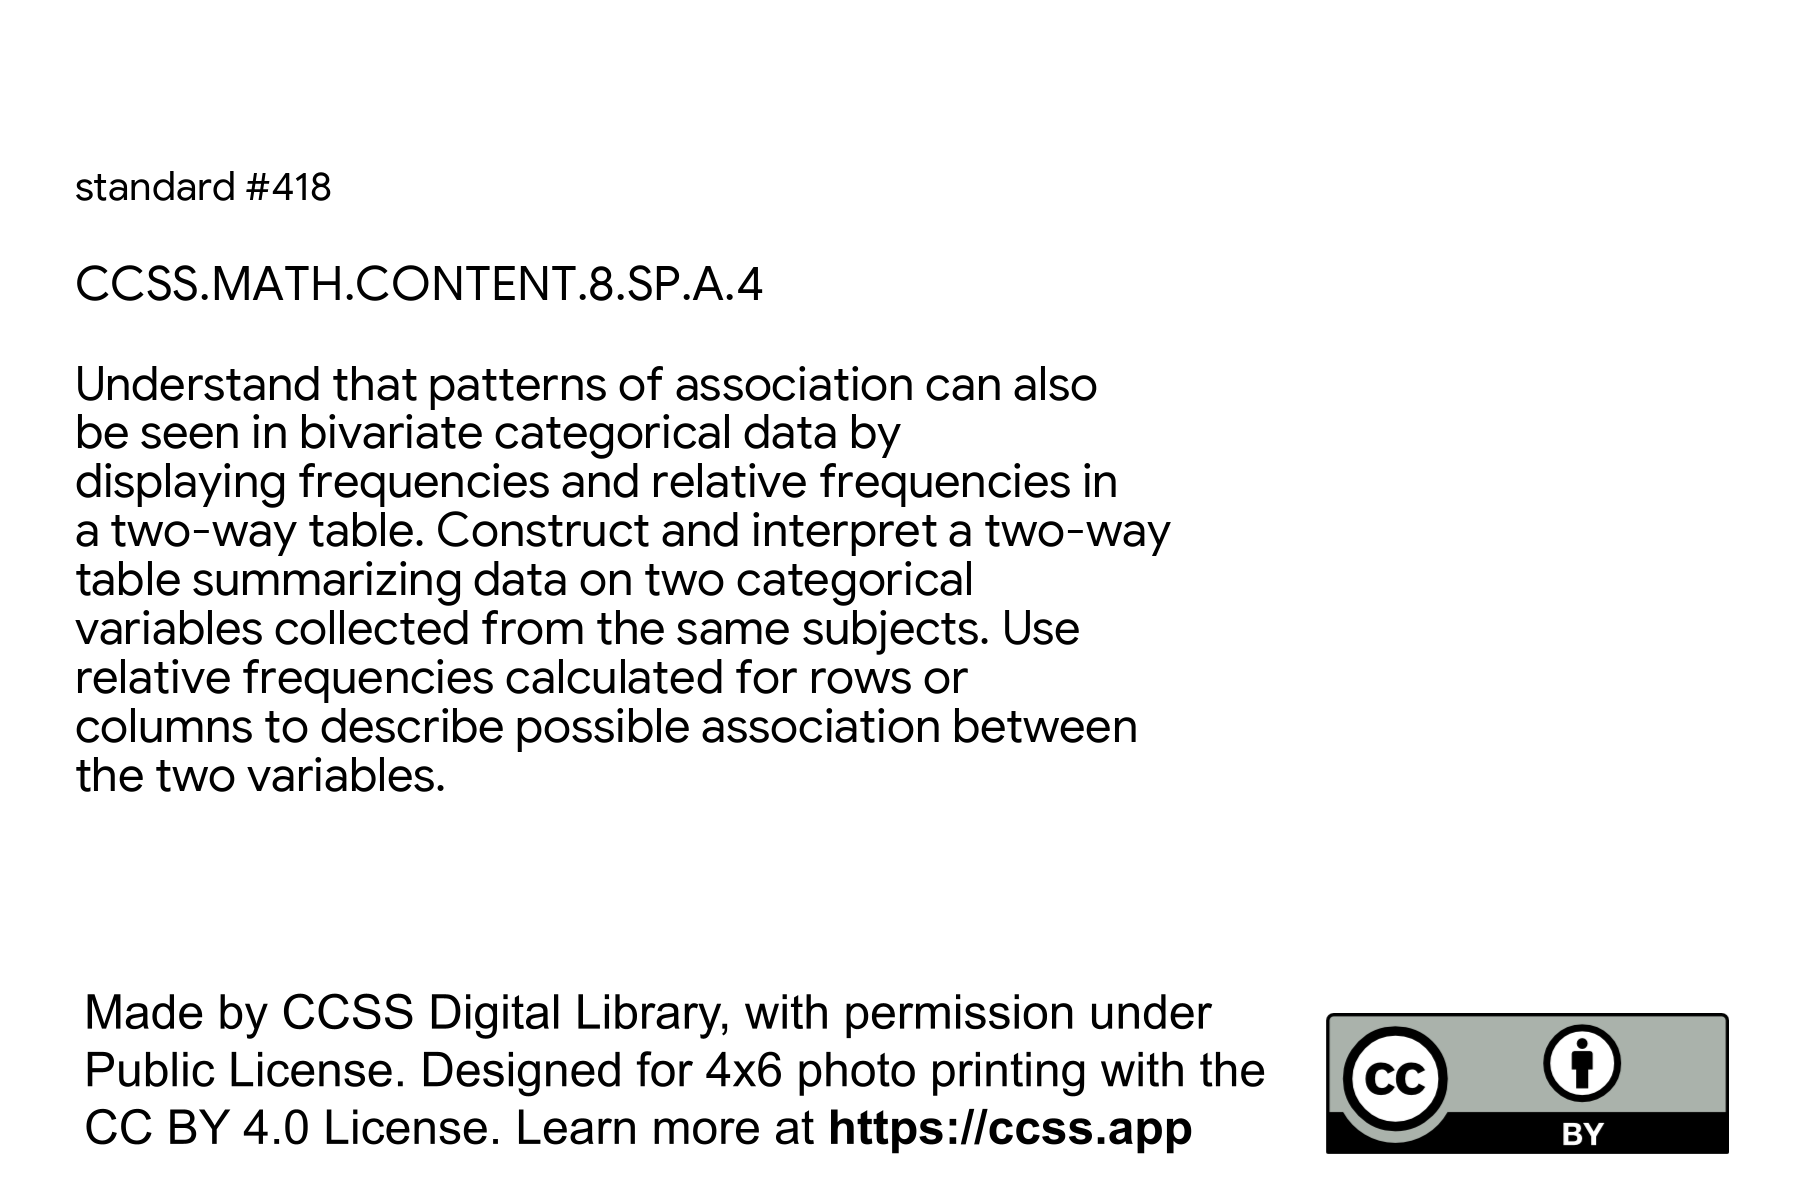 standard #418
CCSS.MATH.CONTENT.8.SP.A.4
Understand that patterns of association can also
be seen in bivariate categorical data by
displaying frequencies and relative frequencies in
a two-way table. Construct and interpret a two-way
table summarizing data on two categorical
variables collected from the same subjects. Use
relative frequencies calculated for rows or
columns to describe possible association between
the two variables.
Made by CCSS Digital Library, with permission under
Public License. Designed for 4x6 photo printing with the
CC BY 4.0 License. Learn more at https://ccss.app
CC
BY